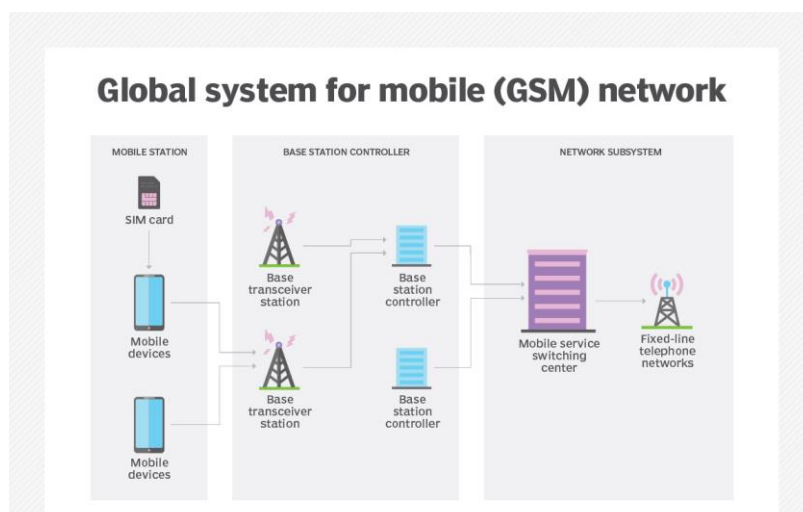 Global system for mobile (GSM) network
MOBILE STATION
SIM card
Mobile
devices
Mobile
devices
BASE STATION CONTROLLER
Base
transceiver
station
Base
station
controller
Base
transceiver
station
Base
station
controller
NETWORK SUBSYSTEM
Mobile service
switching
center
Fixed-line
telephone
networks